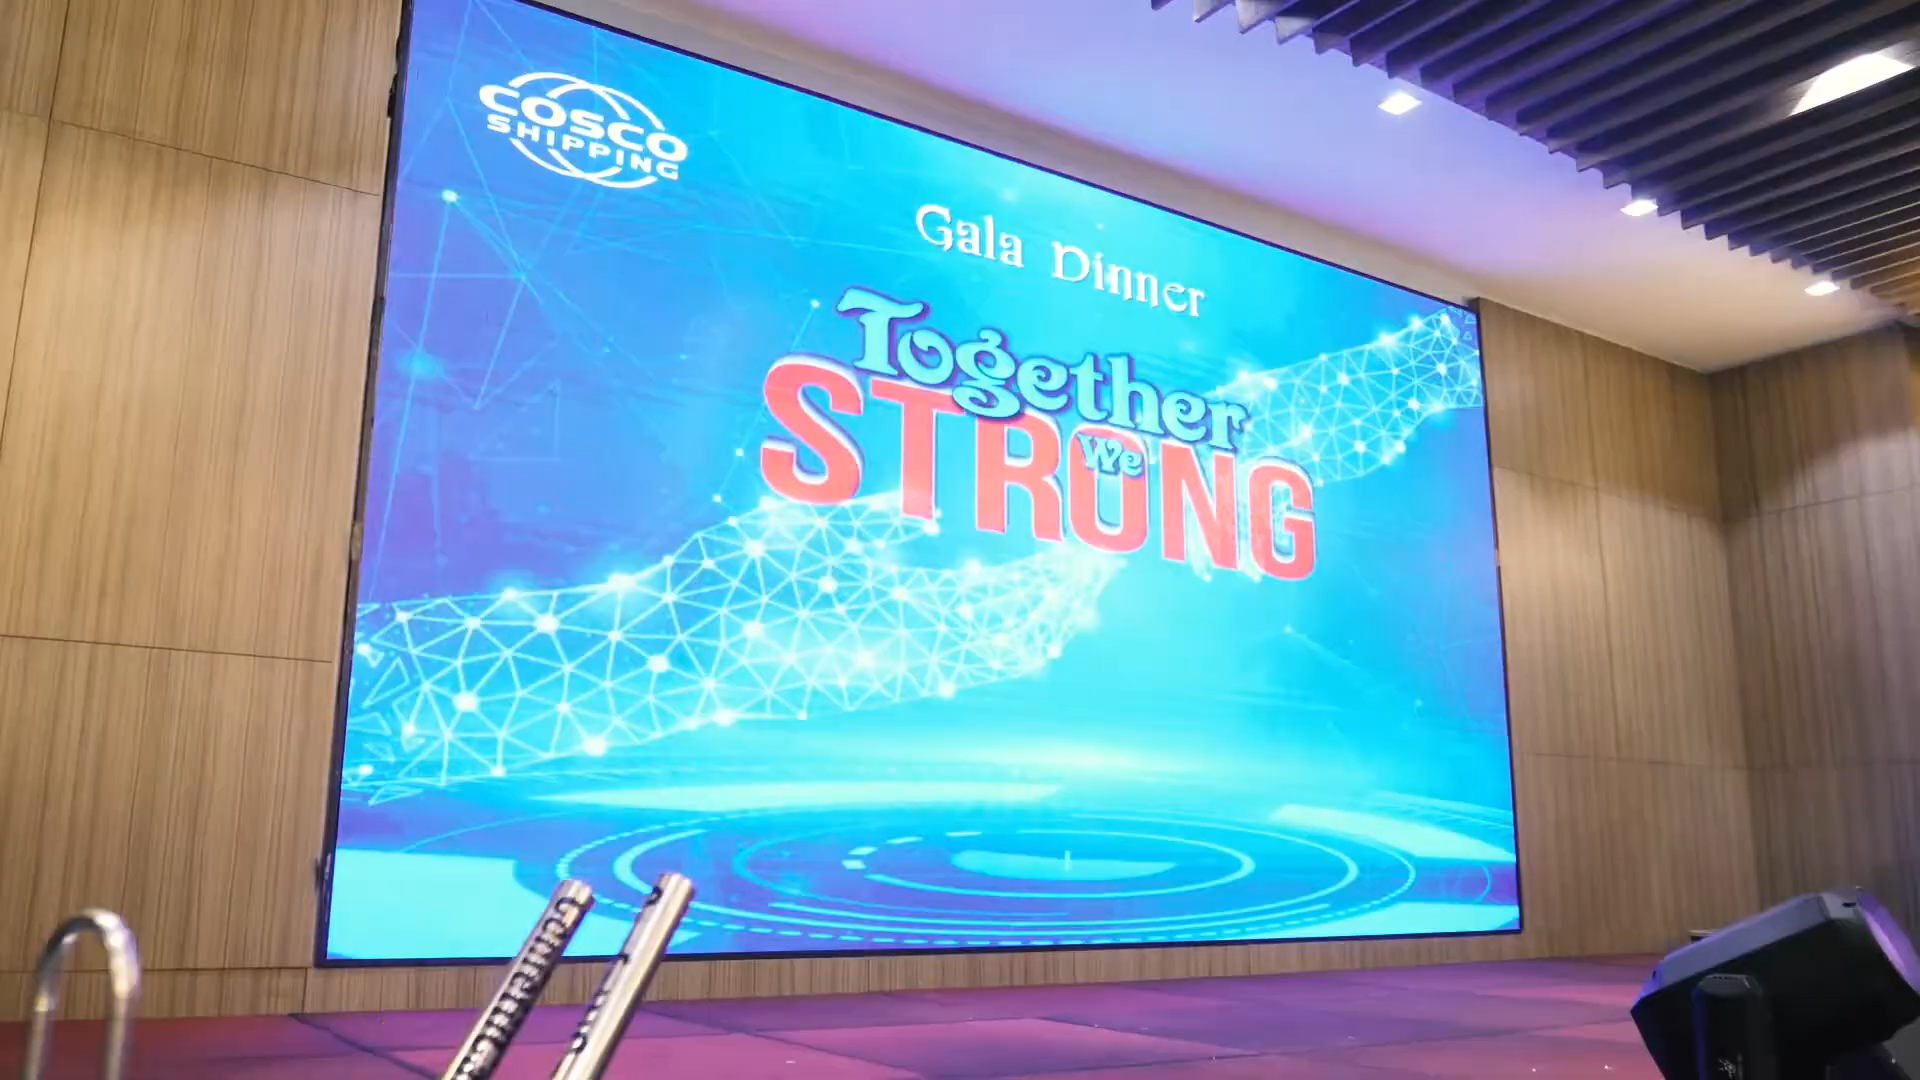 COSCO
SHIPPING
Gala Dinner
Together
We
STRONG